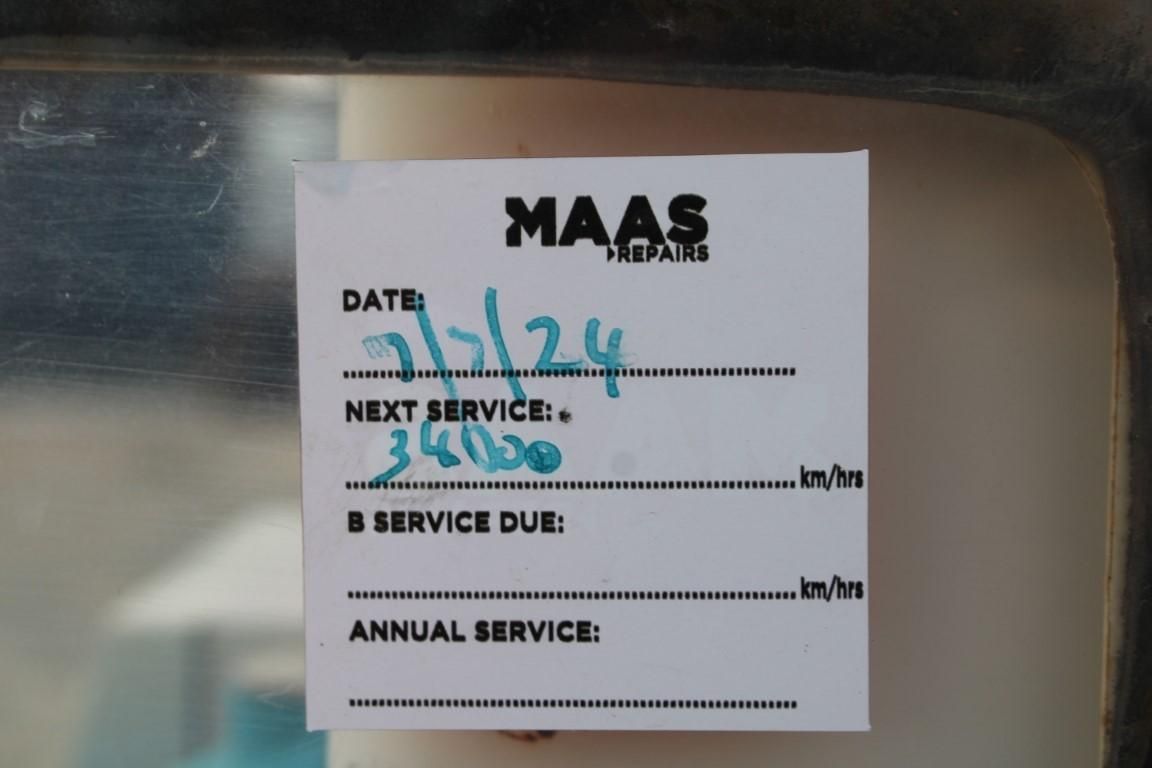 MAAS
REPAIRS
DATE:
7/7/24
NEXT SERVICE:
34000
km/hrs
B SERVICE DUE:
km/hrs
ANNUAL SERVICE: